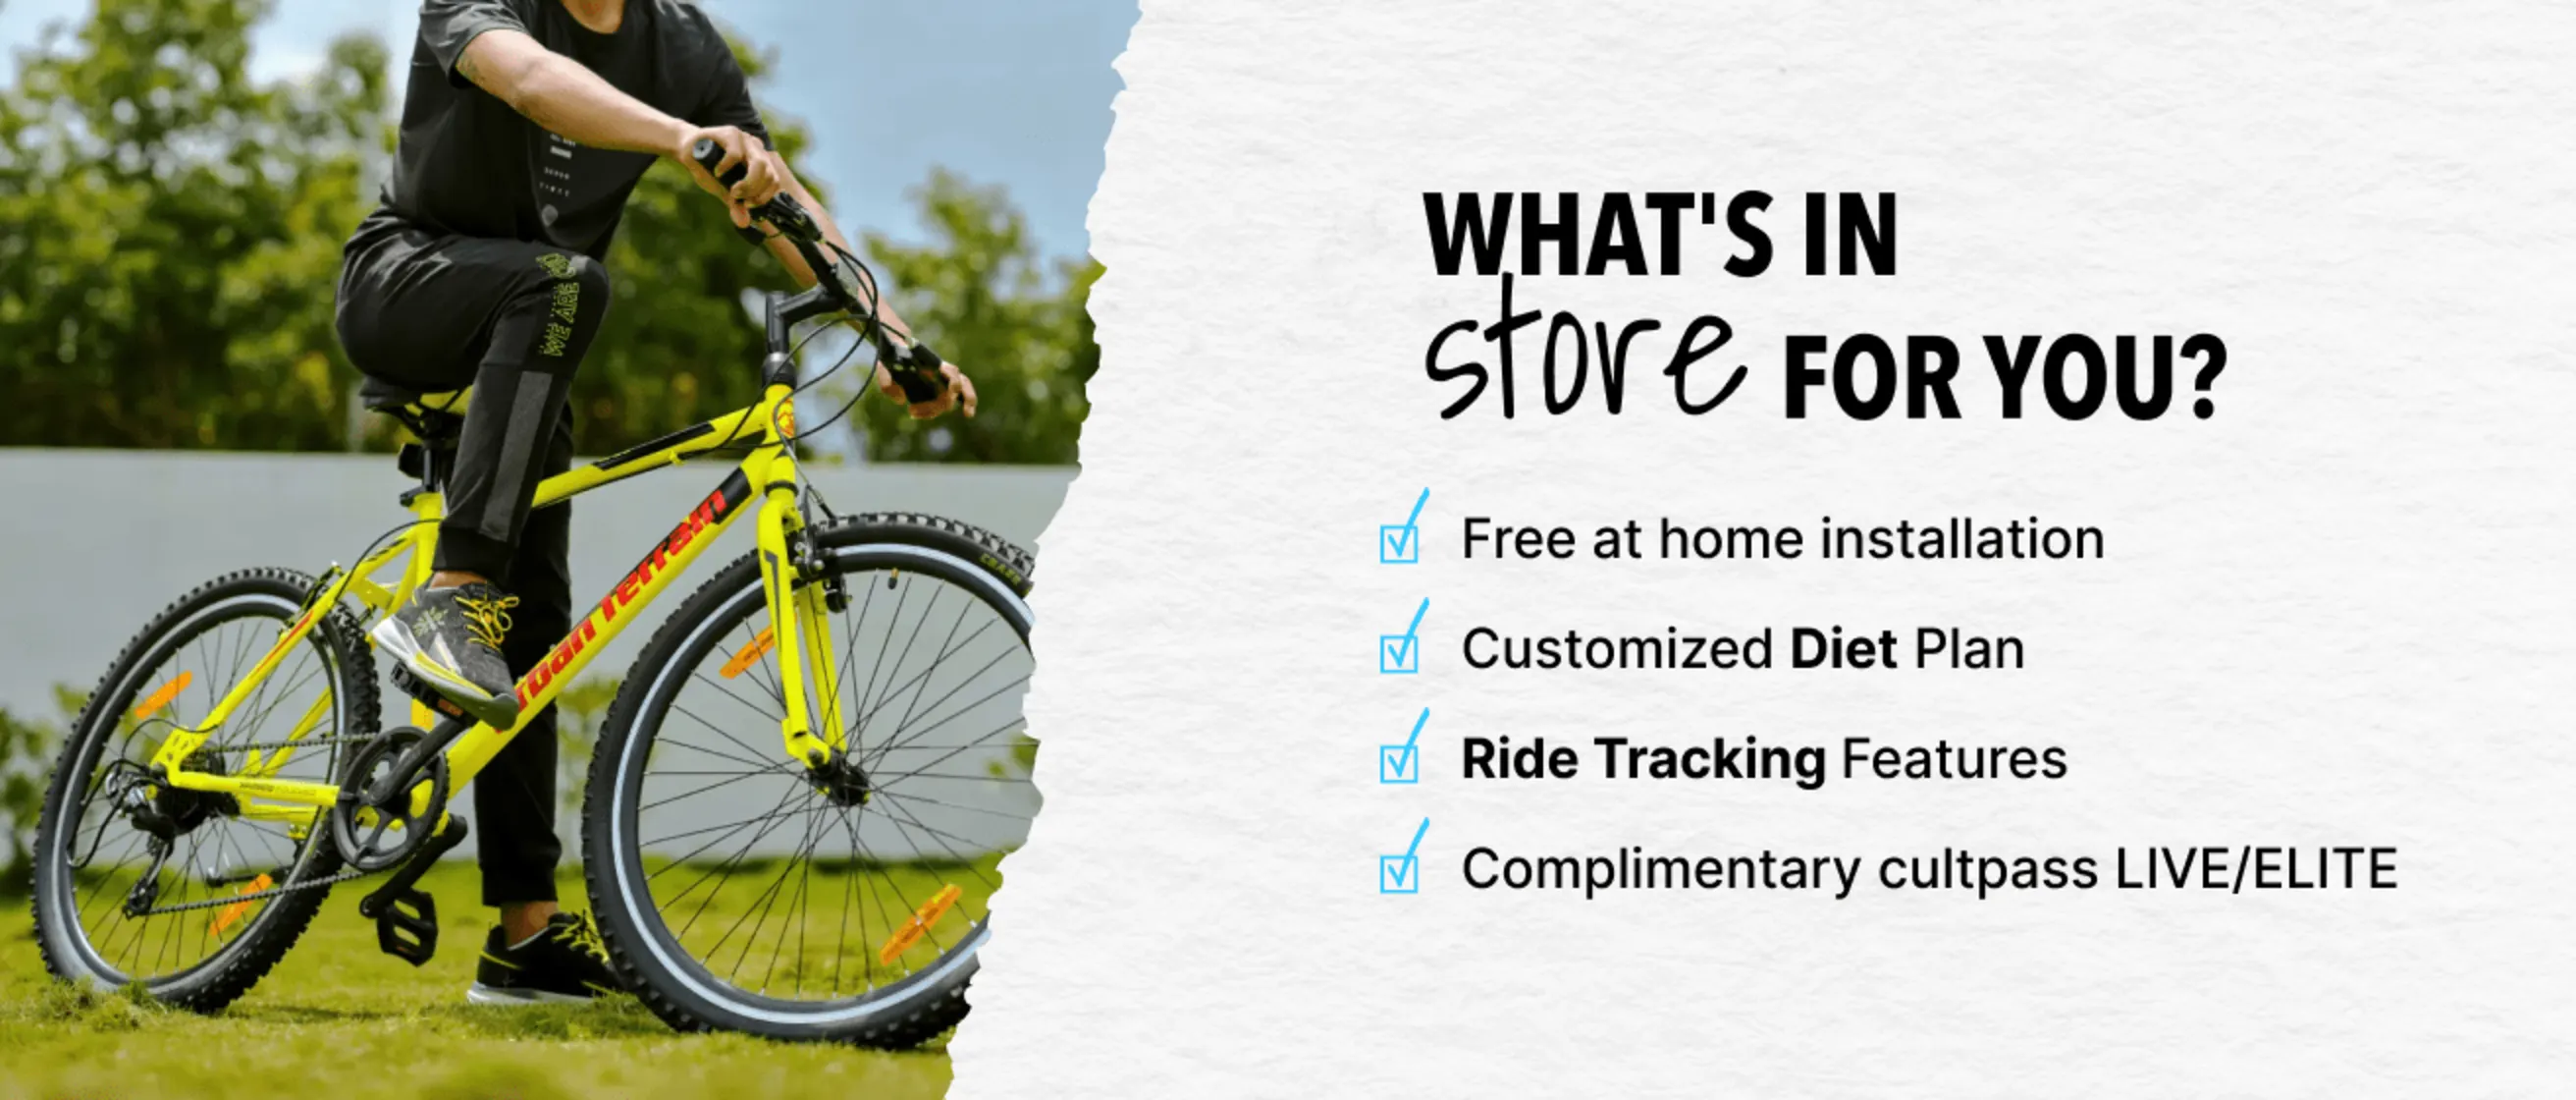 WHAT'S IN
store FOR YOU?
Free at home installation
Customized Diet Plan
Ride Tracking Features
Complimentary cultpass LIVE/ELITE
WE ARE
Terrain